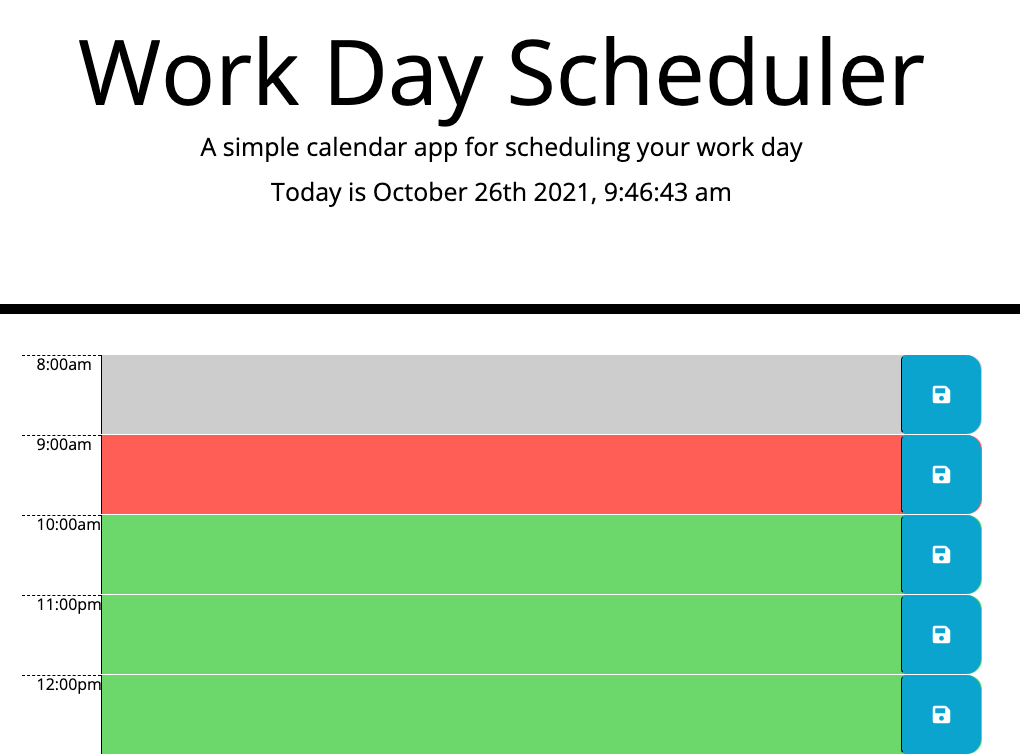 Work Day Scheduler
A simple calendar app for scheduling your work day
Today is October 26th 2021, 9:46:43 am
8:00am
9:00am
10:00am
11:00pm
12:00pm